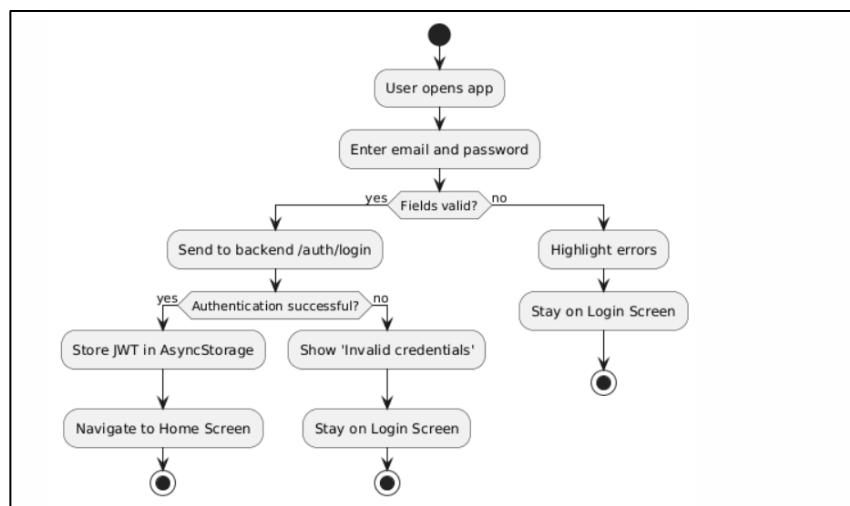 User opens app
Enter email and password
yes
Fields valid?
no
Send to backend /auth/login
Highlight errors
yes
Authentication successful?
no
Stay on Login Screen
Store JWT in AsyncStorage
Show 'Invalid credentials'
Navigate to Home Screen
Stay on Login Screen